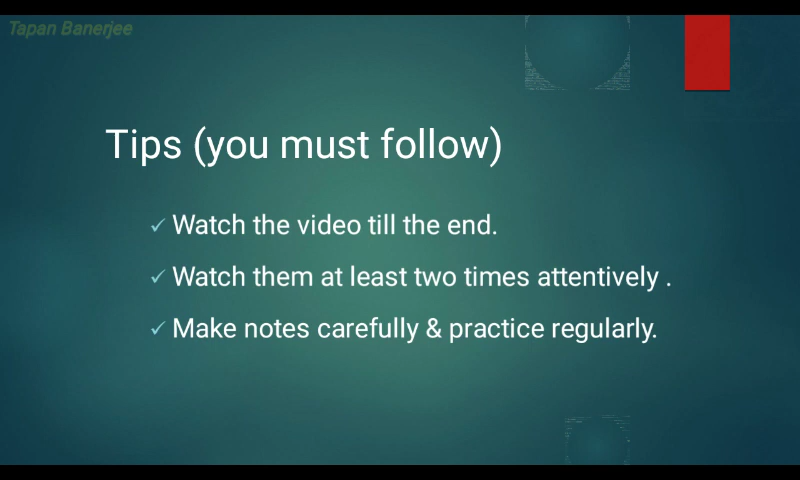 Tapan Banerjee
Tips (you must follow)
✓ Watch the video till the end.
✓ Watch them at least two times attentively .
✓ Make notes carefully & practice regularly.